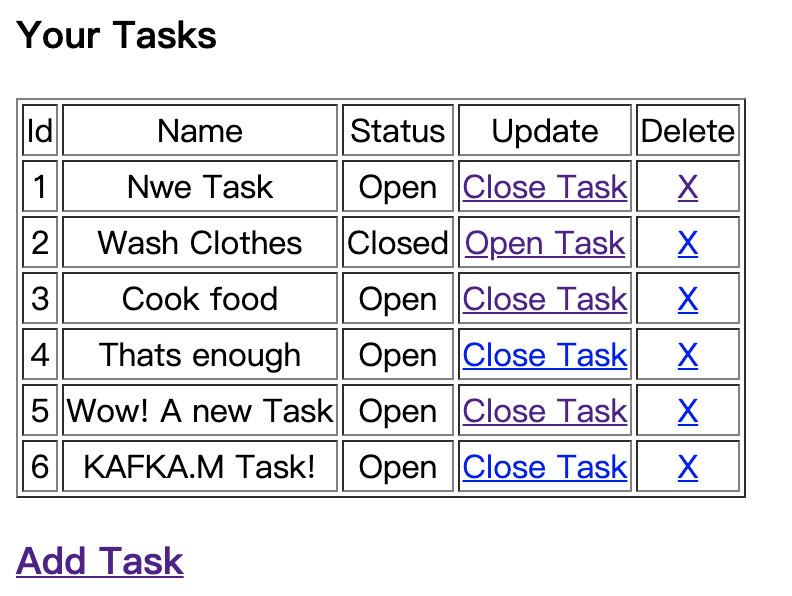 Your Tasks
Id Name Status Update Delete
1 Nwe Task Open Close Task X
2 Wash Clothes Closed Open Task X
3 Cook food Open Close Task X
4 Thats enough Open Close Task X
5 Wow! A new Task Open Close Task X
6 KAFKA.M Task! Open Close Task X
Add Task